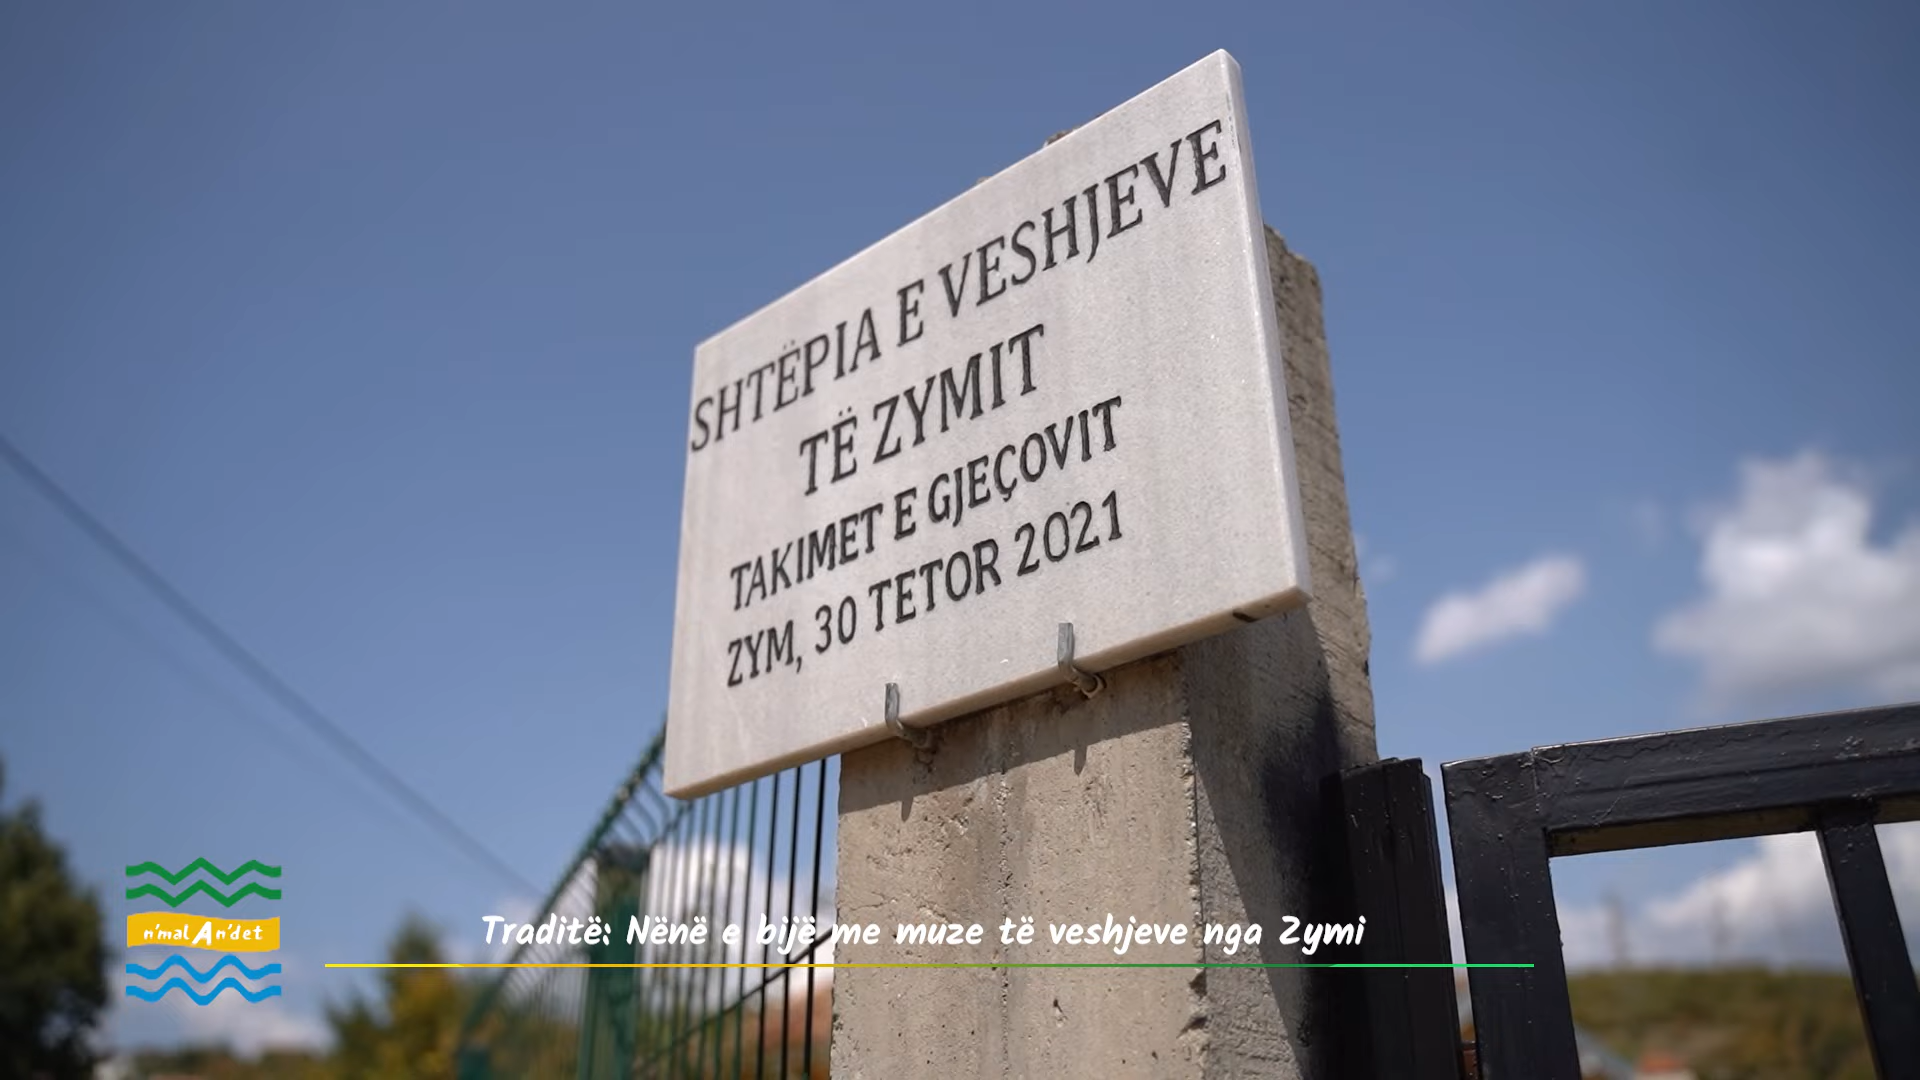 SHTËPIA E VESHJEVE
TË ZYMIT
TAKIMET E GJEÇOVIT
ZYM, 30 TETOR 2021
n'mal A n'det
Traditë: Nënë e bijë me muze të veshjeve nga Zymi